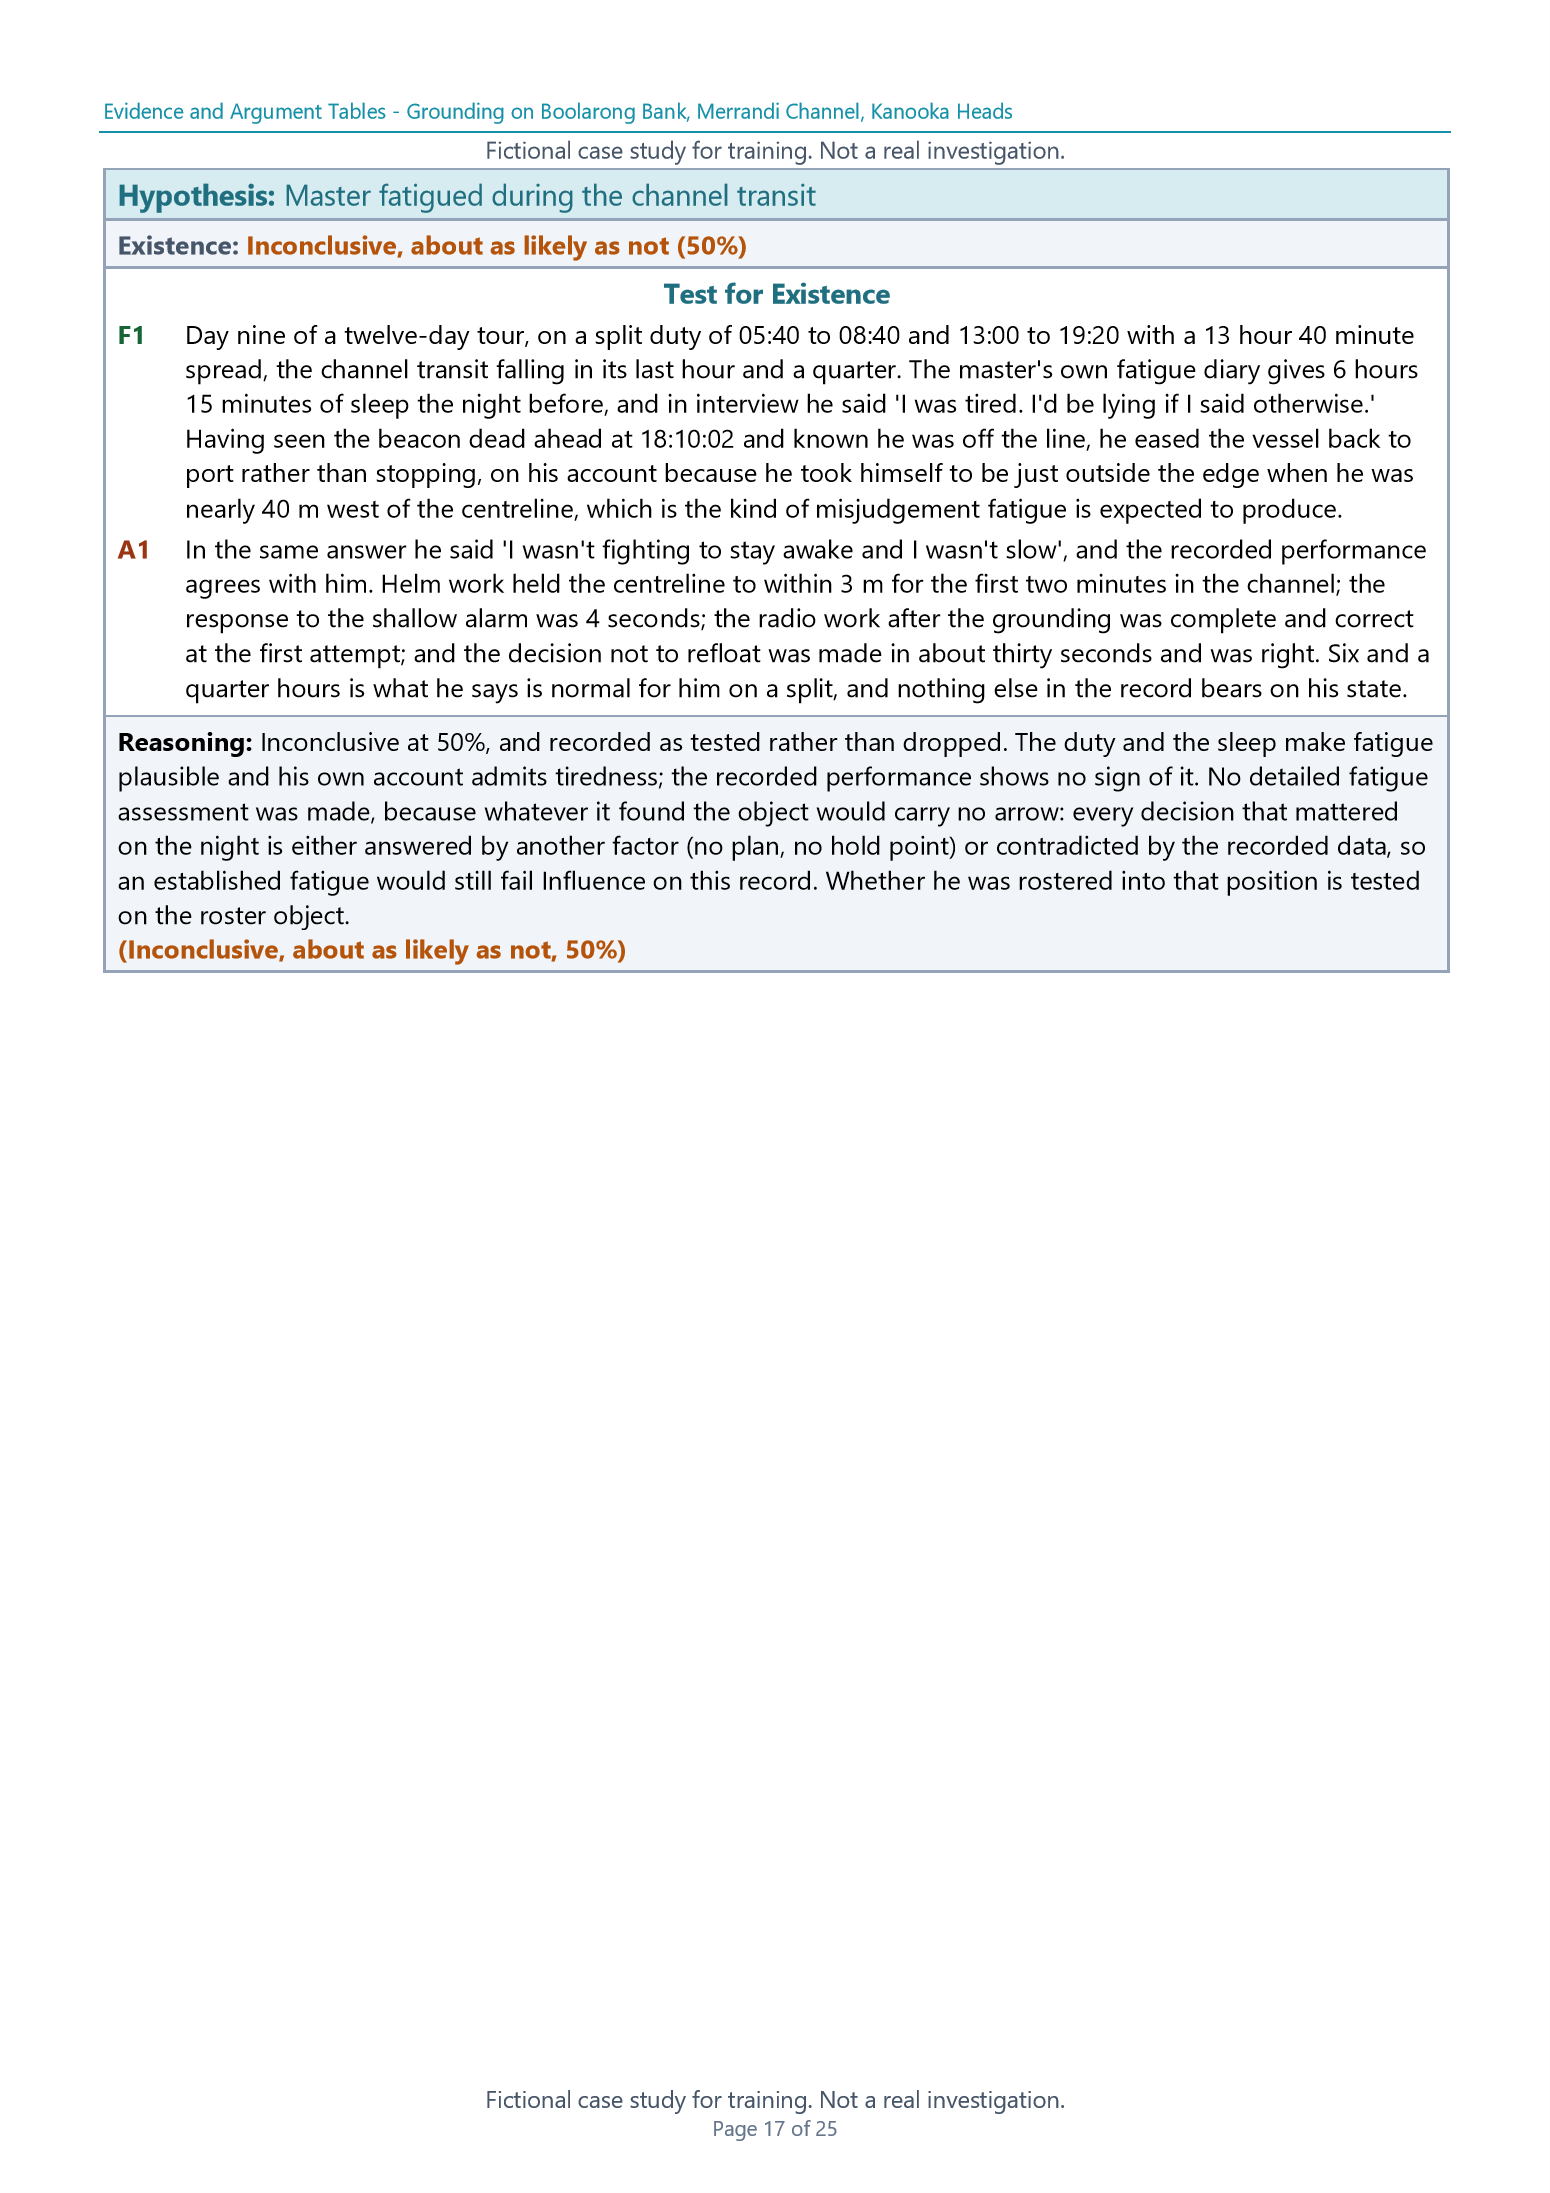 Evidence and Argument Tables - Grounding on Boolarong Bank, Merrandi Channel, Kanooka Heads
Fictional case study for training. Not a real investigation.
Hypothesis: Master fatigued during the channel transit
Existence: Inconclusive, about as likely as not (50%)
Test for Existence
F1 Day nine of a twelve-day tour, on a split duty of 05:40 to 08:40 and 13:00 to 19:20 with a 13 hour 40 minute
spread, the channel transit falling in its last hour and a quarter. The master's own fatigue diary gives 6 hours
15 minutes of sleep the night before, and in interview he said 'I was tired. I'd be lying if I said otherwise.'
Having seen the beacon dead ahead at 18:10:02 and known he was off the line, he eased the vessel back to
port rather than stopping, on his account because he took himself to be just outside the edge when he was
nearly 40 m west of the centreline, which is the kind of misjudgement fatigue is expected to produce.
A1 In the same answer he said 'I wasn't fighting to stay awake and I wasn't slow', and the recorded performance
agrees with him. Helm work held the centreline to within 3 m for the first two minutes in the channel; the
response to the shallow alarm was 4 seconds; the radio work after the grounding was complete and correct
at the first attempt; and the decision not to refloat was made in about thirty seconds and was right. Six and a
quarter hours is what he says is normal for him on a split, and nothing else in the record bears on his state.
Reasoning: Inconclusive at 50%, and recorded as tested rather than dropped. The duty and the sleep make fatigue
plausible and his own account admits tiredness; the recorded performance shows no sign of it. No detailed fatigue
assessment was made, because whatever it found the object would carry no arrow: every decision that mattered
on the night is either answered by another factor (no plan, no hold point) or contradicted by the recorded data, so
an established fatigue would still fail Influence on this record. Whether he was rostered into that position is tested
on the roster object.
(Inconclusive, about as likely as not, 50%)
Fictional case study for training. Not a real investigation.
Page 17 of 25